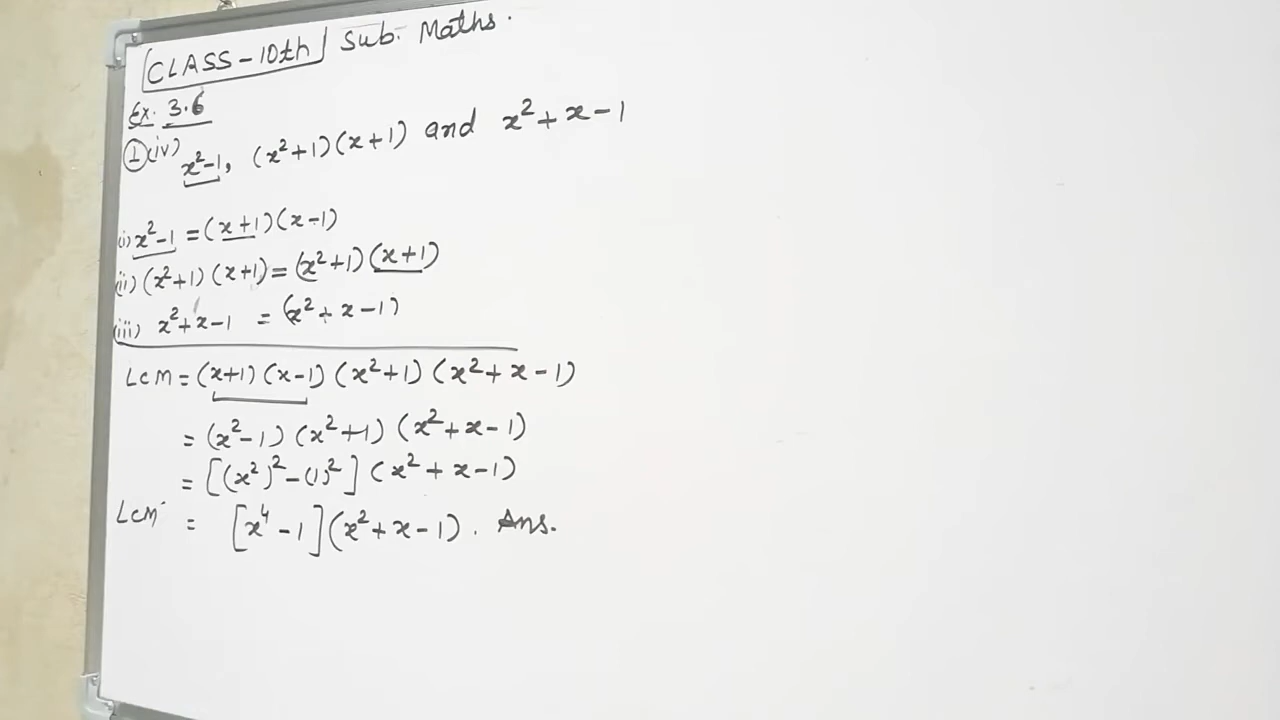 CLASS-10th Sub. Maths.
Ex. 3.6
①(iv) x²-1, (x²+1)(x+1) and x²+x-1
(i) x²-1 = (x+1)(x-1)
(ii) (x²+1)(x+1) = (x²+1)(x+1)
(iii) x²+x-1 = (x²+x-1)
LCM = (x+1)(x-1)(x²+1)(x²+x-1)
= (x²-1)(x²+1)(x²+x-1)
= [(x²)²-(1)²](x²+x-1)
LCM = [x⁴-1](x²+x-1). Ans.